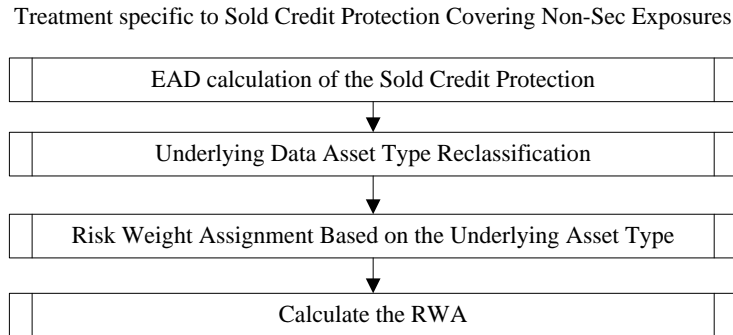 Treatment specific to Sold Credit Protection Covering Non-Sec Exposures
EAD calculation of the Sold Credit Protection
Underlying Data Asset Type Reclassification
Risk Weight Assignment Based on the Underlying Asset Type
Calculate the RWA